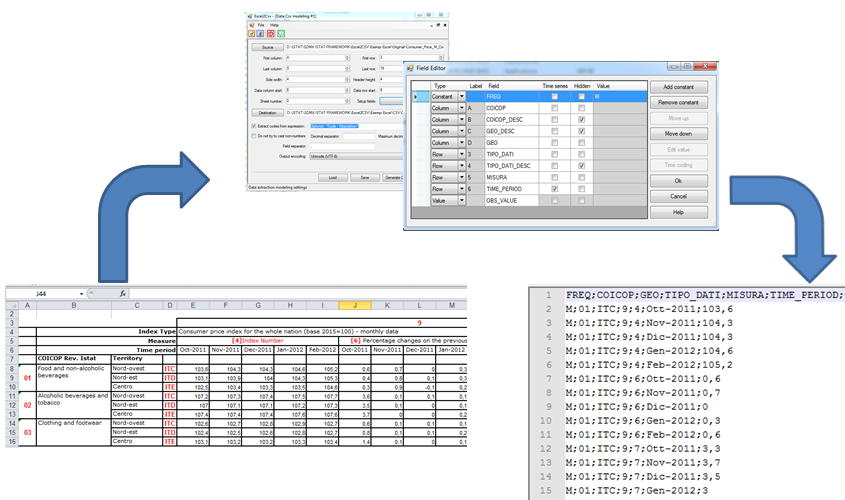 Excel2Csv - [Data Csv modeling #1]
File Help
Source D:\ISTAT\SDMX ISTAT FRAMEWORK\Excel2CSV\Esempi Excel\Original\Consumer_Price_M_Co
First column: A First row: 3
Last column: S Last row: 16
Side width: 4 Header height: 4
Data column start: 5 Data row start: 8
Sheet number: 0 Setup fields:
Destination D:\ISTAT\SDMX ISTAT FRAMEWORK\Excel2CSV\Esempi Excel\CSV\
Extract codes from expression:
Do not try to cast non-numbers Decimal separator: Maximum decim
Field separator:
Output encoding: Unicode (UTF-8)
Load Save Generate C
Data extraction modeling settings
Field Editor
Type Label Field Time series Hidden Value
Constant FREQ M
Column A COICOP
Column B COICOP_DESC
Column C GEO_DESC
Column D GEO
Row 3 TIPO_DATI
Row 4 TIPO_DATI_DESC
Row 5 MISURA
Row 6 TIME_PERIOD
Value OBS_VALUE
Add constant
Remove constant
Move up
Move down
Edit value
Time coding
Ok
Cancel
Help
J44 fx
A B C D E F G H I J K L M
2
3 9
4 Index Type Consumer price index for the whole nation (base 2015=100) - monthly data
5 Measure [4]Index Number [6] Percentage changes on the previous
6 Time period Oct-2011 Nov-2011 Dec-2011 Jan-2012 Feb-2012 Oct-2011 Nov-2011 Dec-2011 Jan-2012
7 COICOP Rev. Istat Territory
8 01 Food and non-alcoholic beverages Nord-ovest ITC 103,6 104,3 104,3 104,6 105,2 0,6 0,7 0 0,3
9 Nord-est ITD 103,1 103,9 104 104,3 105,3 0,4 0,8 0,1 0,3
10 Centro ITE 102,5 103,4 103,3 103,5 104,6 0,3 0,9 -0,1 0,2
11 02 Alcoholic beverages and tobacco Nord-ovest ITC 107,2 107,3 107,4 107,5 107,7 3,6 0,1 0,1 0,1
12 Nord-est ITD 107 107,1 107,1 107,2 107,3 3,5 0,1 0 0,1
13 Centro ITE 107,4 107,4 107,4 107,6 107,6 3,7 0 0 0,2
14 03 Clothing and footwear Nord-ovest ITC 102,7 102,8 102,8 102,9 102,7 0,6 0,1 0,1 0,1
15 Nord-est ITD 102,4 102,5 102,6 102,8 102,7 0,8 0,1 0,1 0,2
16 Centro ITE 103,1 103,2 103,2 103,3 103,4 1,4 0,1 0 0,1
1 FREQ;COICOP;GEO;TIPO_DATI;MISURA;TIME_PERIOD;
2 M;01;ITC;9;4;Ott-2011;103,6
3 M;01;ITC;9;4;Nov-2011;104,3
4 M;01;ITC;9;4;Dic-2011;104,3
5 M;01;ITC;9;4;Gen-2012;104,6
6 M;01;ITC;9;4;Feb-2012;105,2
7 M;01;ITC;9;6;Ott-2011;0,6
8 M;01;ITC;9;6;Nov-2011;0,7
9 M;01;ITC;9;6;Dic-2011;0
10 M;01;ITC;9;6;Gen-2012;0,3
11 M;01;ITC;9;6;Feb-2012;0,6
12 M;01;ITC;9;7;Ott-2011;3,3
13 M;01;ITC;9;7;Nov-2011;3,7
14 M;01;ITC;9;7;Dic-2011;3,5
15 M;01;ITC;9;7;Gen-2012;3